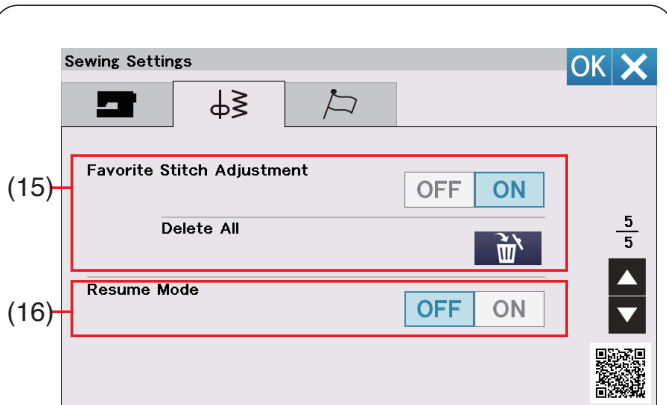 Sewing Settings
OK
(15)
Favorite Stitch Adjustment
OFF ON
Delete All
5
5
(16)
Resume Mode
OFF ON